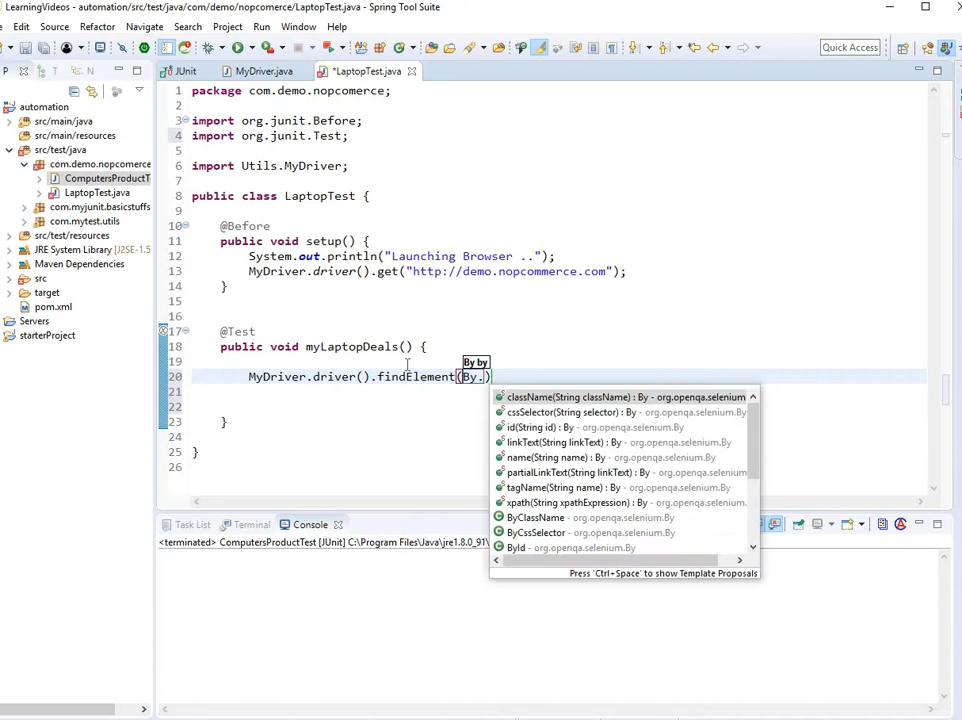 LearningVideos - automation/src/test/java/com/demo/nopcomerce/LaptopTest.java - Spring Tool Suite
Edit Source Refactor Navigate Search Project Run Window Help
Quick Access
P T N
JUnit MyDriver.java *LaptopTest.java
automation
src/main/java
src/main/resources
src/test/java
com.demo.nopcomerce
ComputersProductT
LaptopTest.java
com.myjunit.basicstuffs
com.mytest.utils
src/test/resources
JRE System Library [J2SE-1.5
Maven Dependencies
src
target
pom.xml
Servers
starterProject
1 package com.demo.nopcomerce;
2
3 import org.junit.Before;
4 import org.junit.Test;
5
6 import Utils.MyDriver;
7
8 public class LaptopTest {
9
10 @Before
11 public void setup() {
12 System.out.println("Launching Browser ..");
13 MyDriver.driver().get("http://demo.nopcommerce.com");
14 }
15
16
17 @Test
18 public void myLaptopDeals() {
19
By by
20 MyDriver.driver().findElement(By.)
21
22
23 }
24
25 }
26
className(String className) : By - org.openqa.selenium
cssSelector(String selector) : By - org.openqa.selenium.By
id(String id) : By - org.openqa.selenium.By
linkText(String linkText) : By - org.openqa.selenium.By
name(String name) : By - org.openqa.selenium.By
partialLinkText(String linkText) : By - org.openqa.selenium
tagName(String name) : By - org.openqa.selenium.By
xpath(String xpathExpression) : By - org.openqa.selenium.
ByClassName - org.openqa.selenium.By
ByCssSelector - org.openqa.selenium.By
ById - org.openqa.selenium.By
Press 'Ctrl+Space' to show Template Proposals
Task List Terminal Console
<terminated> ComputersProductTest [JUnit] C:\Program Files\Java\jre1.8.0_91\